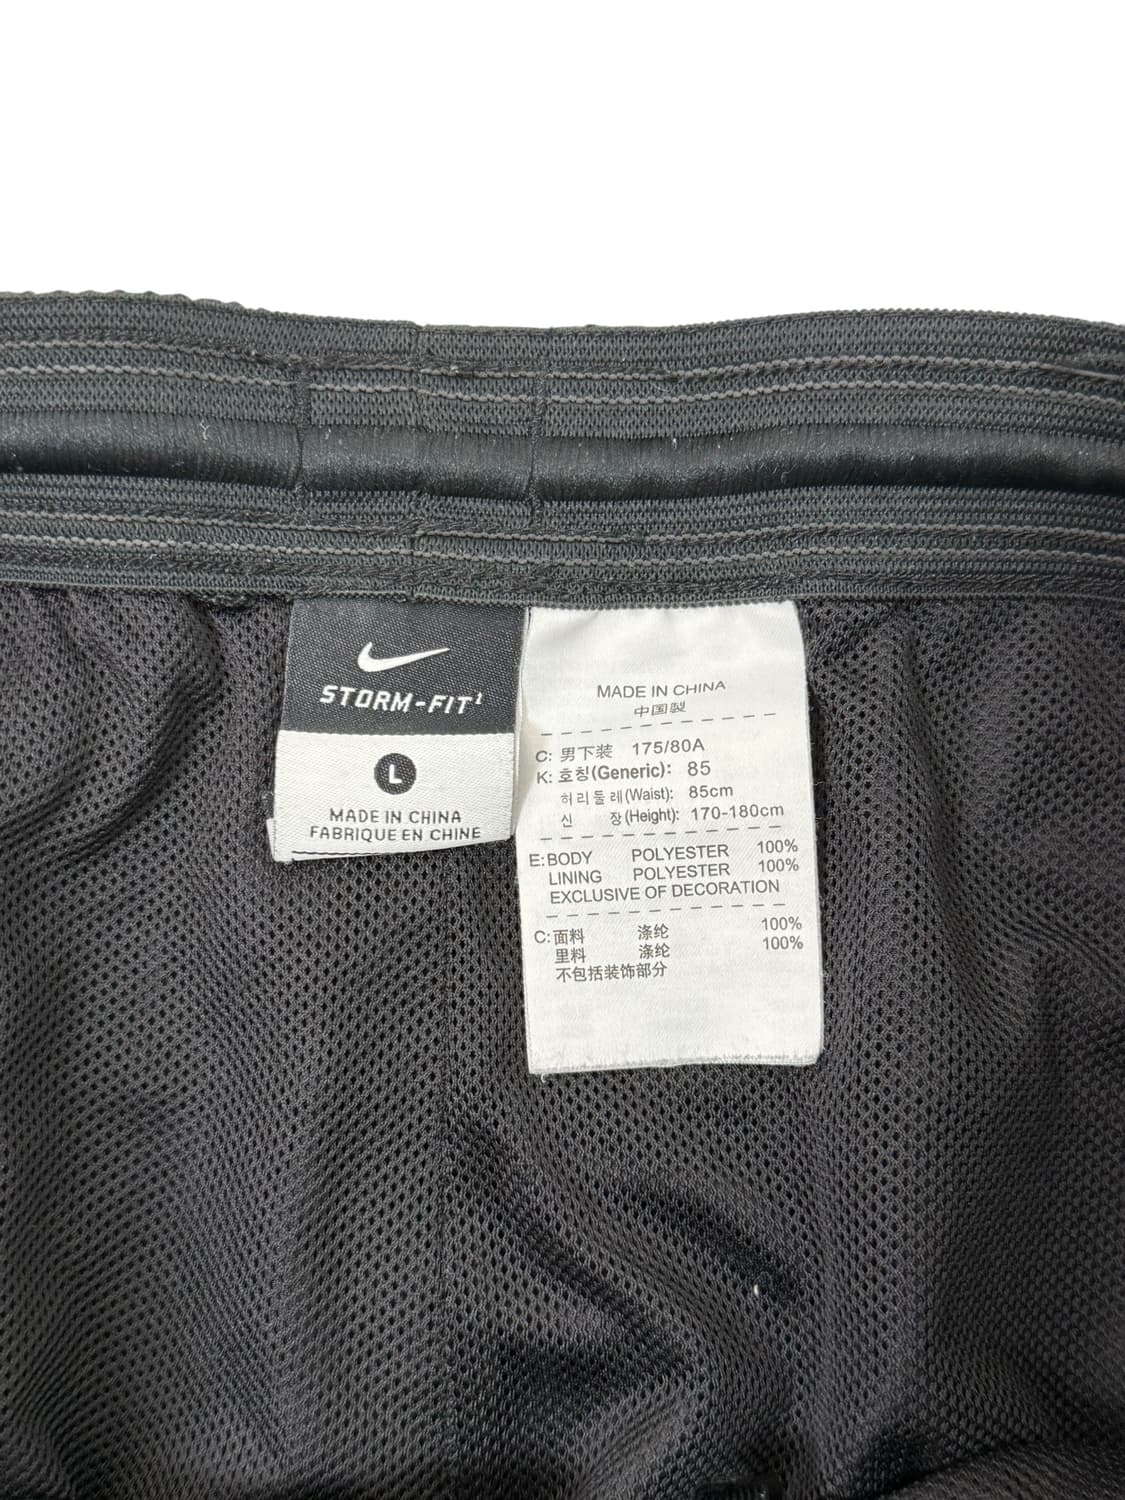 STORM-FIT¹
L
MADE IN CHINA
FABRIQUE EN CHINE
MADE IN CHINA
中国製
C: 男下装 175/80A
K: 호칭(Generic): 85
허리둘레(Waist): 85cm
신 장(Height): 170-180cm
E:BODY POLYESTER 100%
LINING POLYESTER 100%
EXCLUSIVE OF DECORATION
C:面料 涤纶 100%
里料 涤纶 100%
不包括装饰部分